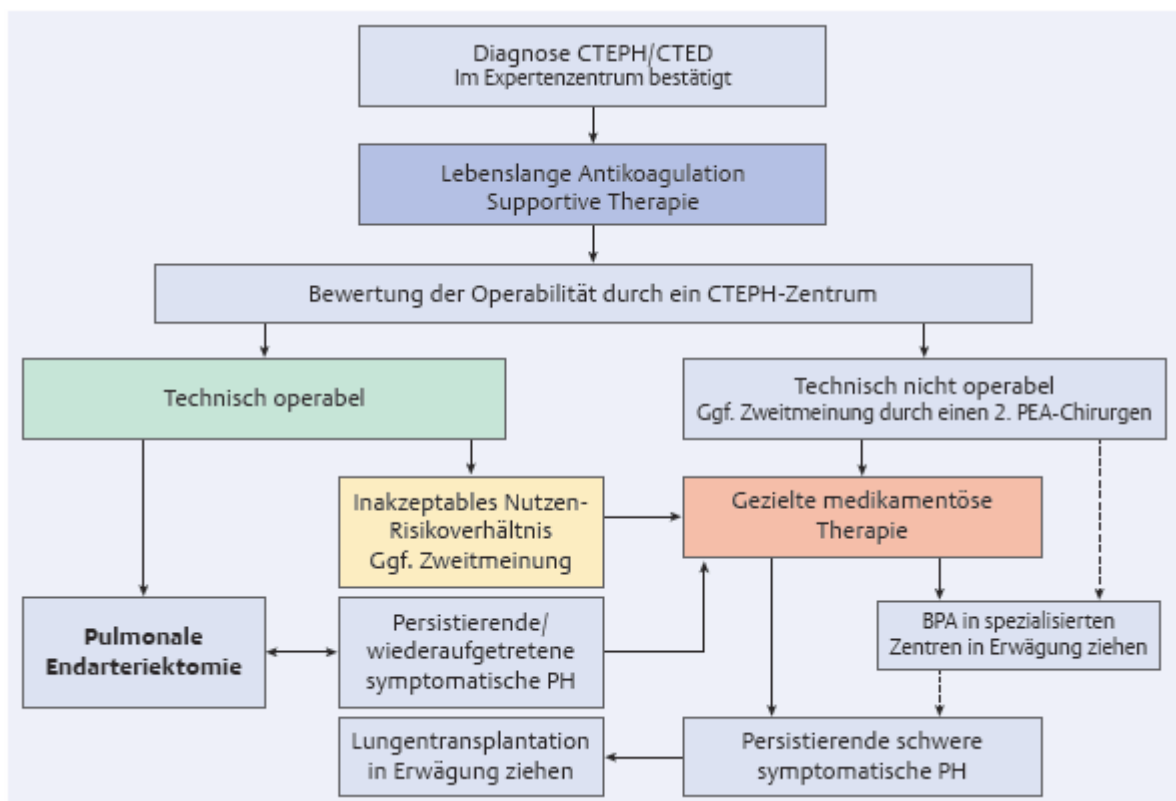 Diagnose CTEPH/CTED
Im Expertenzentrum bestätigt
Lebenslange Antikoagulation
Supportive Therapie
Bewertung der Operabilität durch ein CTEPH-Zentrum
Technisch operabel
Technisch nicht operabel
Ggf. Zweitmeinung durch einen 2. PEA-Chirurgen
Inakzeptables Nutzen-
Risikoverhältnis
Ggf. Zweitmeinung
Gezielte medikamentöse
Therapie
Pulmonale
Endarteriektomie
Persistierende/
wiederaufgetretene
symptomatische PH
BPA in spezialisierten
Zentren in Erwägung ziehen
Lungentransplantation
in Erwägung ziehen
Persistierende schwere
symptomatische PH